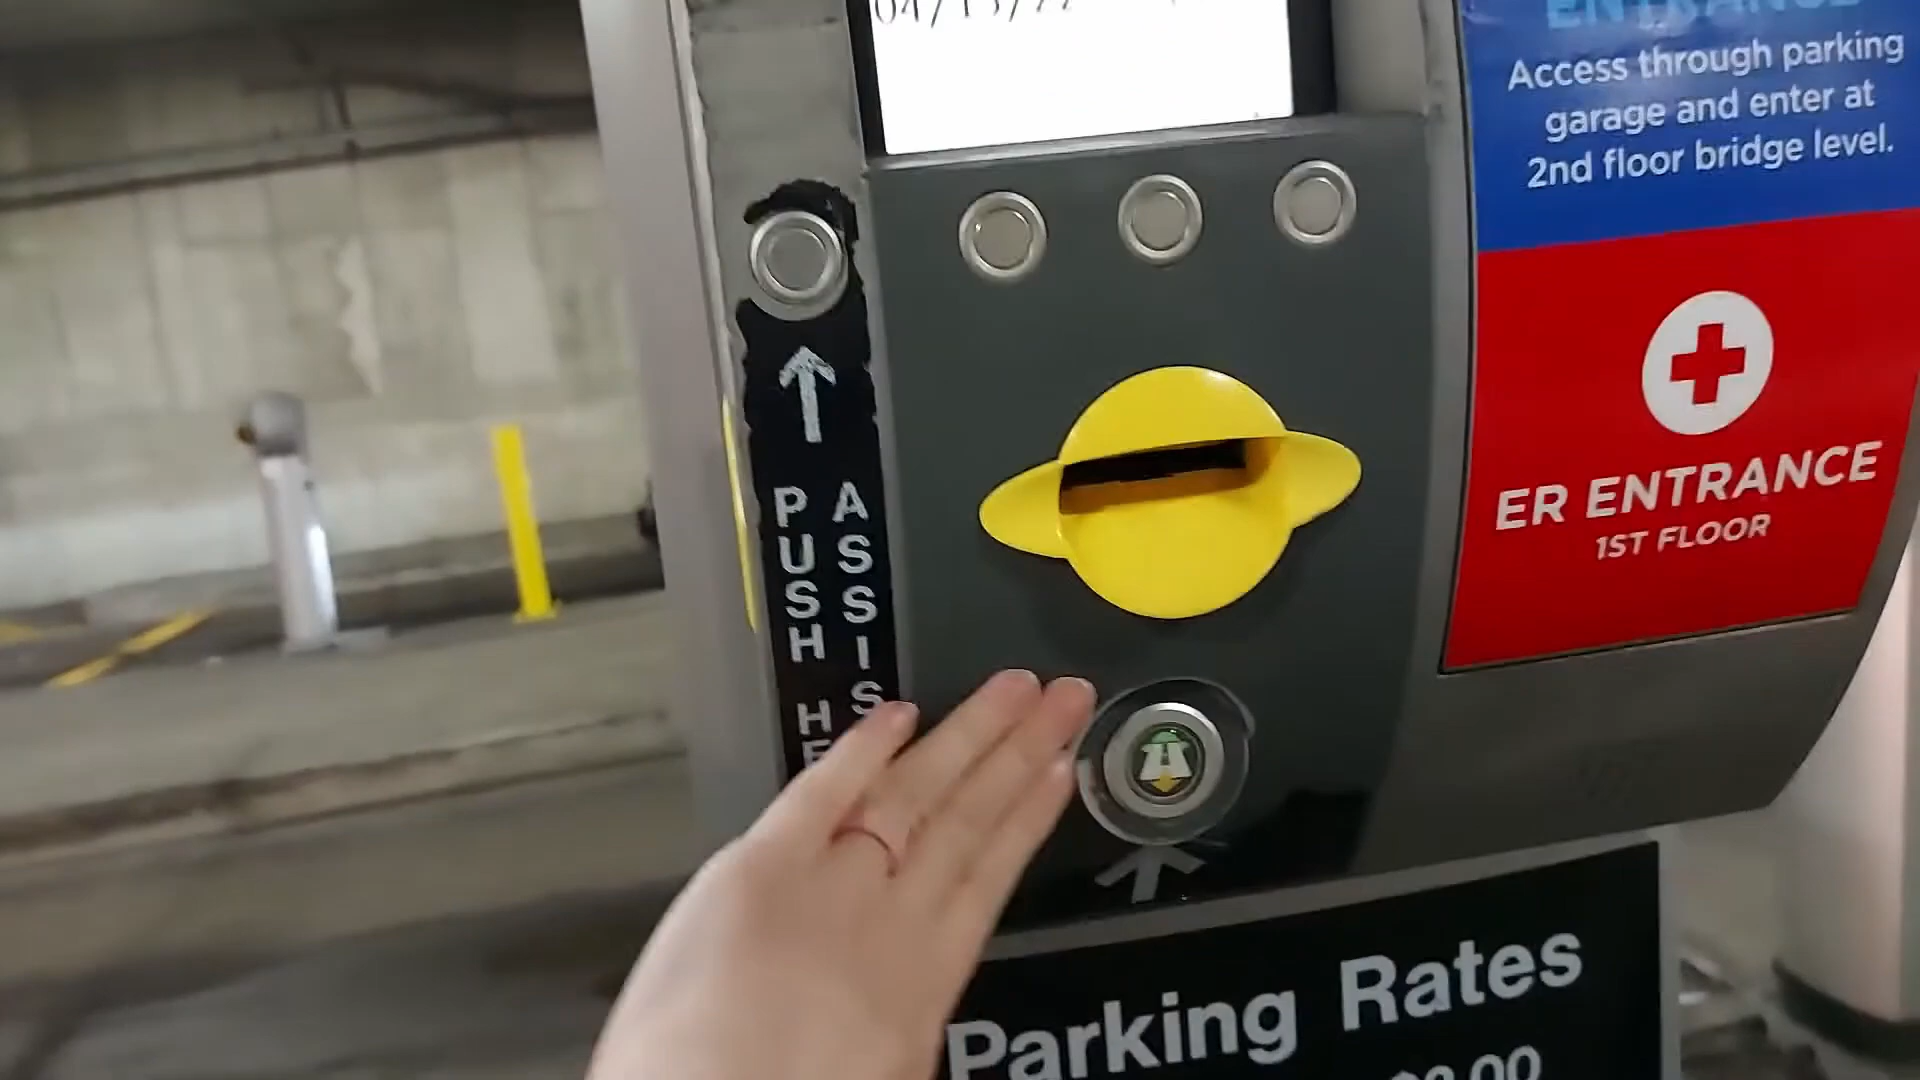 Access through parking
garage and enter at
2nd floor bridge level.
ER ENTRANCE
1ST FLOOR
PUSH
ASSIS
Parking Rates